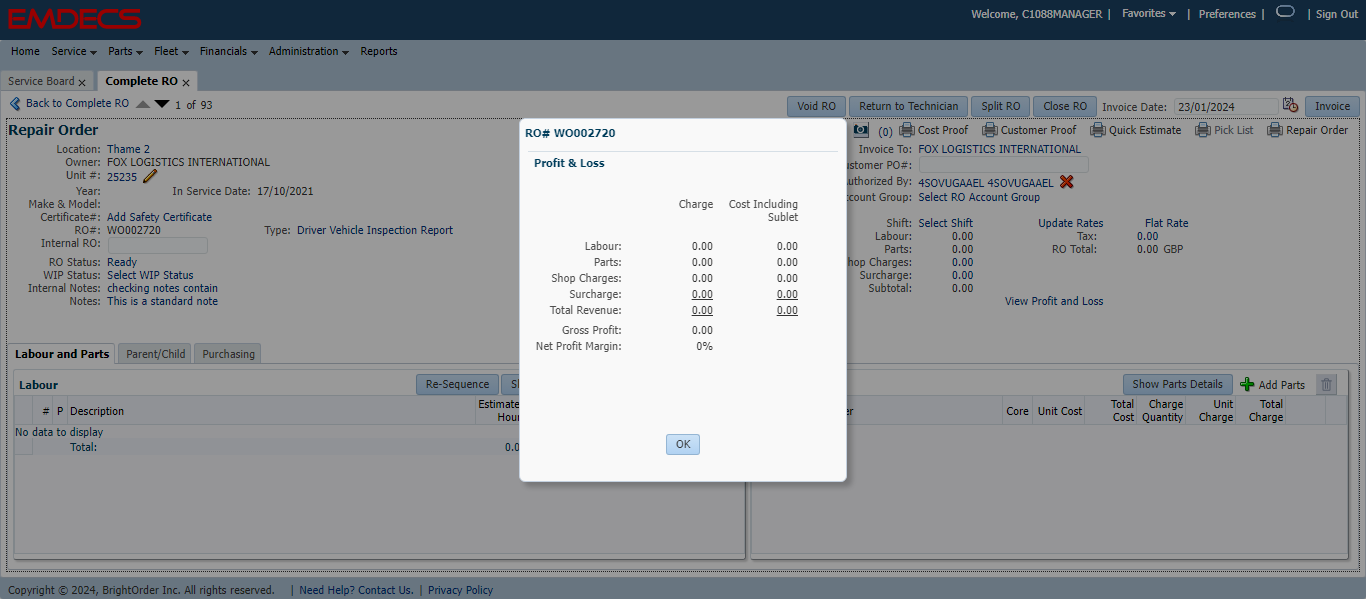 EMDECS
Welcome, C1088MANAGER | Favorites | Preferences | | Sign Out
Home Service Parts Fleet Financials Administration Reports
Service Board x Complete RO x
Back to Complete RO 1 of 93
Void RO Return to Technician Split RO Close RO Invoice Date: 23/01/2024 Invoice
Repair Order
(0) Cost Proof Customer Proof Quick Estimate Pick List Repair Order
Location: Thame 2
Owner: FOX LOGISTICS INTERNATIONAL
Unit #: 25235
Year: In Service Date: 17/10/2021
Make & Model:
Certificate#: Add Safety Certificate
RO#: WO002720 Type: Driver Vehicle Inspection Report
Internal RO:
RO Status: Ready
WIP Status: Select WIP Status
Internal Notes: checking notes contain
Notes: This is a standard note
Invoice To: FOX LOGISTICS INTERNATIONAL
ustomer PO#:
uthorized By: 4SOVUGAAEL 4SOVUGAAEL
count Group: Select RO Account Group
Shift: Select Shift Update Rates Flat Rate
Labour: 0.00 Tax: 0.00
Parts: 0.00 RO Total: 0.00 GBP
hop Charges: 0.00
Surcharge: 0.00
Subtotal: 0.00
View Profit and Loss
RO# WO002720
Profit & Loss
Charge Cost Including
Sublet
Labour: 0.00 0.00
Parts: 0.00 0.00
Shop Charges: 0.00 0.00
Surcharge: 0.00 0.00
Total Revenue: 0.00 0.00
Gross Profit: 0.00
Net Profit Margin: 0%
OK
Labour and Parts Parent/Child Purchasing
Labour Re-Sequence
# P Description Estimate
Hour
No data to display
Total: 0.0
Show Parts Details Add Parts
er Core Unit Cost Total Charge Unit Total
Cost Quantity Charge Charge
Copyright © 2024, BrightOrder Inc. All rights reserved. | Need Help? Contact Us. | Privacy Policy